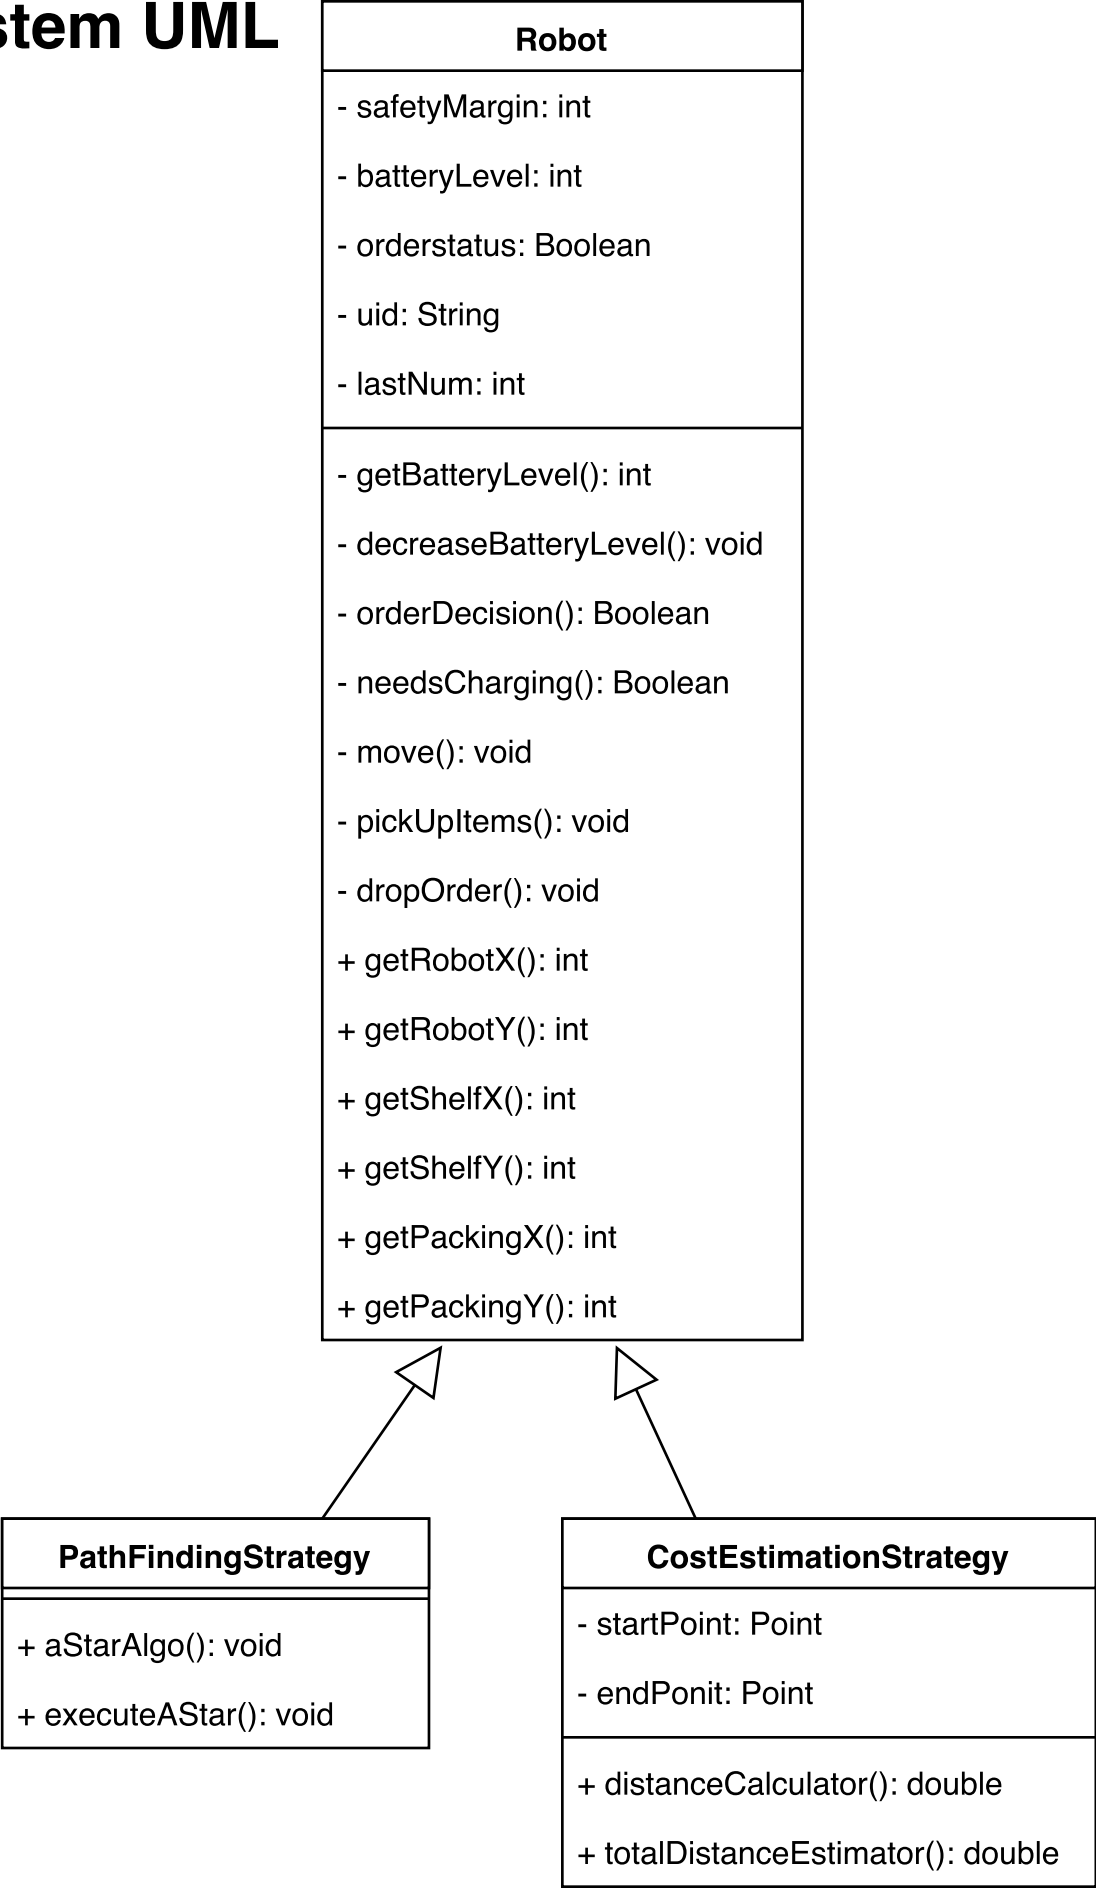 stem UML
Robot
- safetyMargin: int
- batteryLevel: int
- orderstatus: Boolean
- uid: String
- lastNum: int
- getBatteryLevel(): int
- decreaseBatteryLevel(): void
- orderDecision(): Boolean
- needsCharging(): Boolean
- move(): void
- pickUpItems(): void
- dropOrder(): void
+ getRobotX(): int
+ getRobotY(): int
+ getShelfX(): int
+ getShelfY(): int
+ getPackingX(): int
+ getPackingY(): int
PathFindingStrategy
+ aStarAlgo(): void
+ executeAStar(): void
CostEstimationStrategy
- startPoint: Point
- endPonit: Point
+ distanceCalculator(): double
+ totalDistanceEstimator(): double